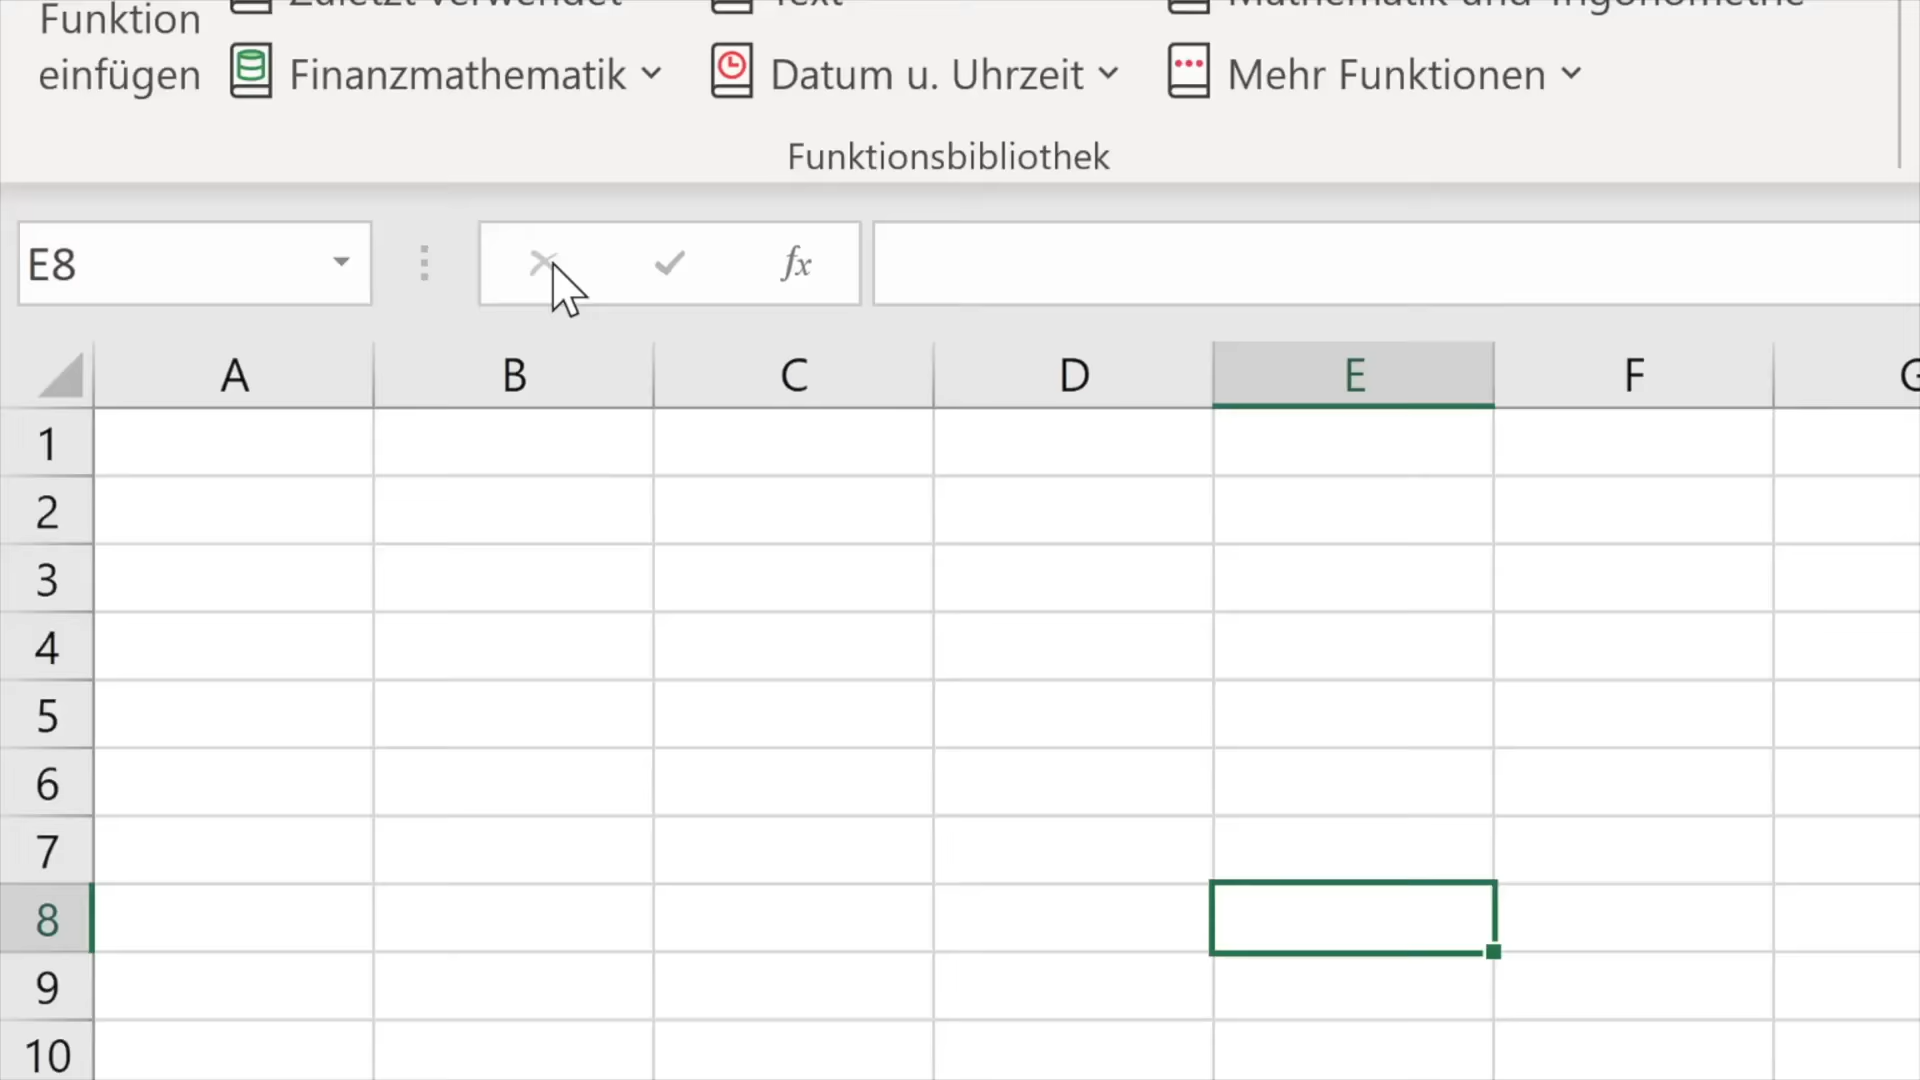 Zuletzt verwendet Text Mathematik und Trigonometrie
Funktion
einfügen Finanzmathematik Datum u. Uhrzeit Mehr Funktionen
Funktionsbibliothek
E8 fx
A B C D E F G
1
2
3
4
5
6
7
8
9
10